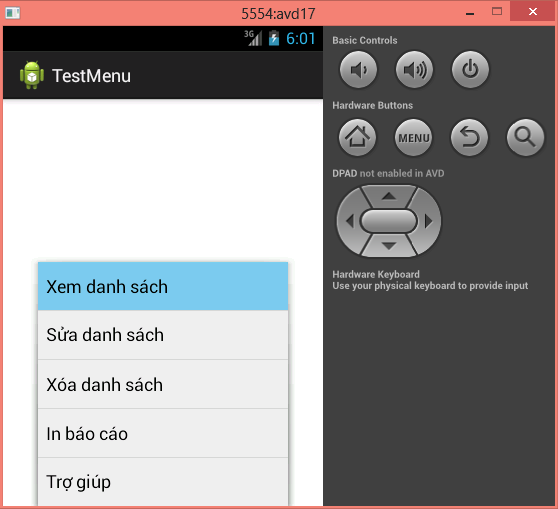 5554:avd17
3G 6:01
TestMenu
Xem danh sách
Sửa danh sách
Xóa danh sách
In báo cáo
Trợ giúp
Basic Controls
Hardware Buttons
MENU
DPAD not enabled in AVD
Hardware Keyboard
Use your physical keyboard to provide input